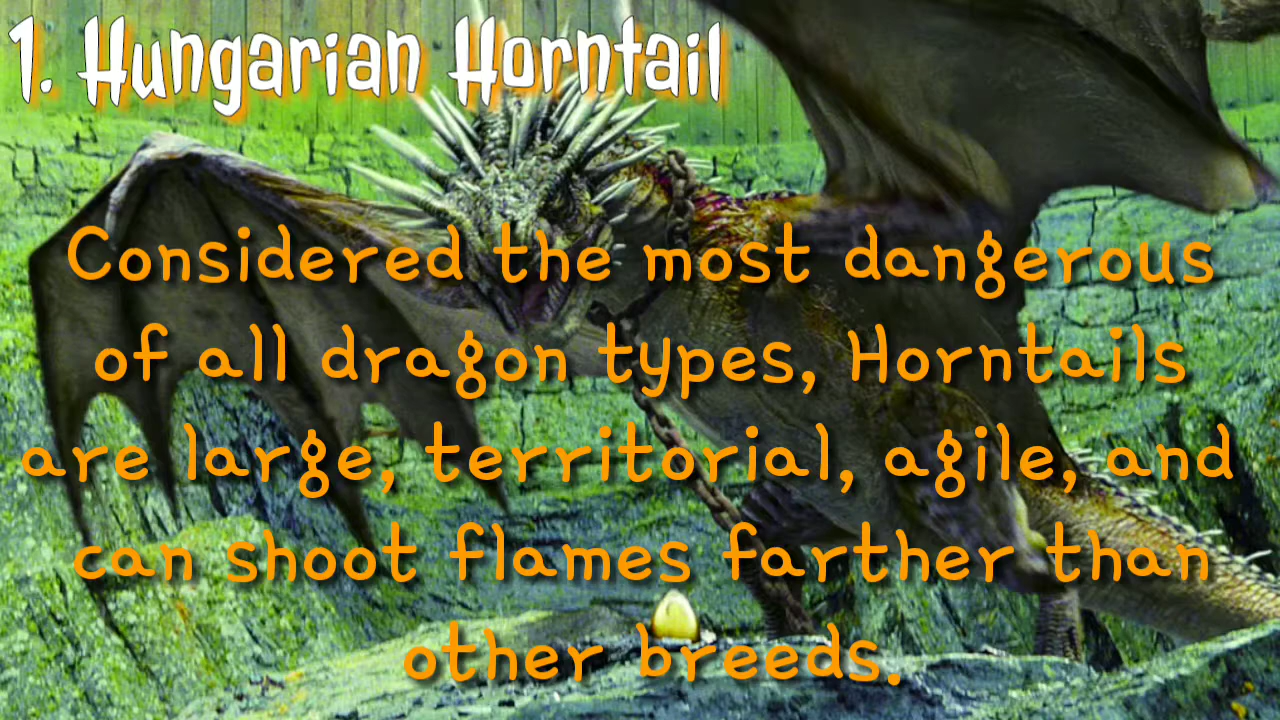 1. Hungarian Horntail
Considered the most dangerous
of all dragon types, Horntails
are large, territorial, agile, and
can shoot flames farther than
other breeds.